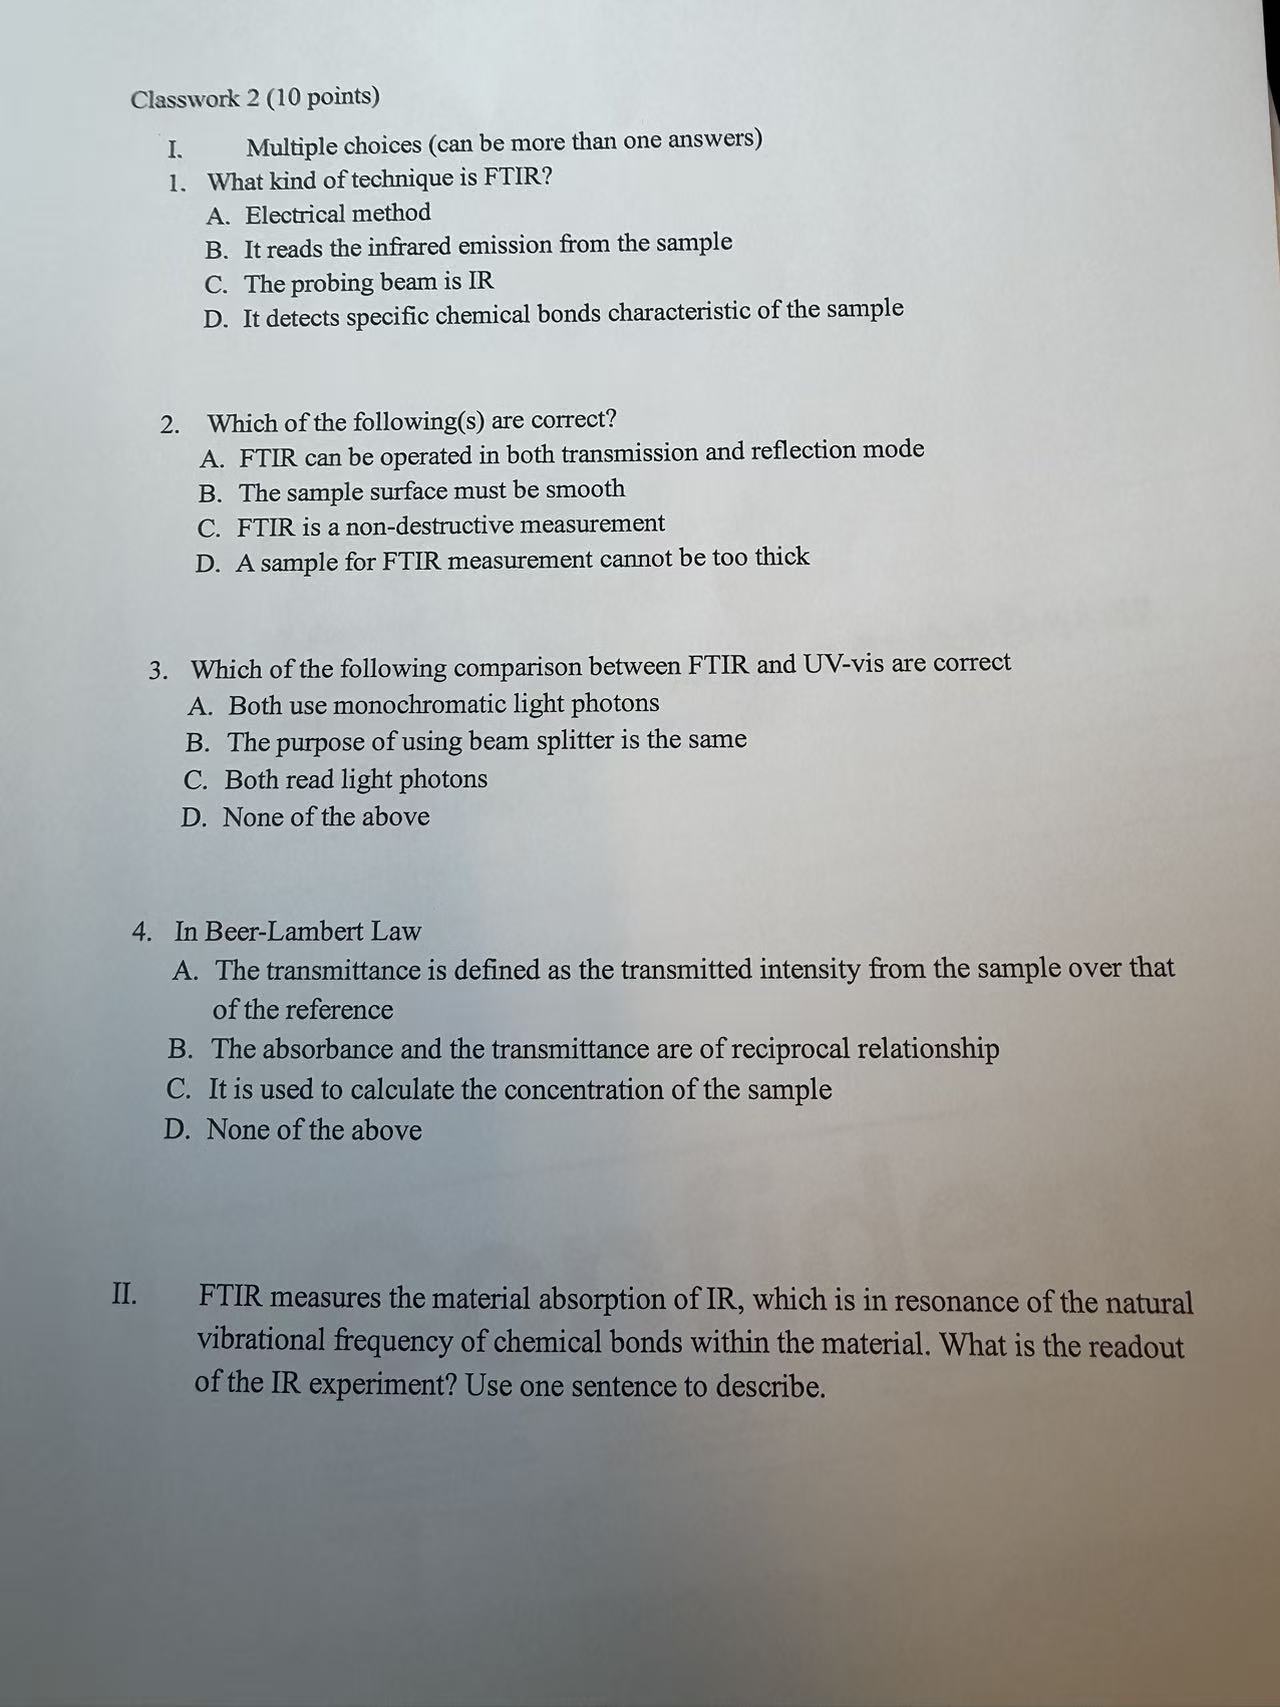 Classwork 2 (10 points)
I. Multiple choices (can be more than one answers)
1. What kind of technique is FTIR?
A. Electrical method
B. It reads the infrared emission from the sample
C. The probing beam is IR
D. It detects specific chemical bonds characteristic of the sample
2. Which of the following(s) are correct?
A. FTIR can be operated in both transmission and reflection mode
B. The sample surface must be smooth
C. FTIR is a non-destructive measurement
D. A sample for FTIR measurement cannot be too thick
3. Which of the following comparison between FTIR and UV-vis are correct
A. Both use monochromatic light photons
B. The purpose of using beam splitter is the same
C. Both read light photons
D. None of the above
4. In Beer-Lambert Law
A. The transmittance is defined as the transmitted intensity from the sample over that
of the reference
B. The absorbance and the transmittance are of reciprocal relationship
C. It is used to calculate the concentration of the sample
D. None of the above
II. FTIR measures the material absorption of IR, which is in resonance of the natural
vibrational frequency of chemical bonds within the material. What is the readout
of the IR experiment? Use one sentence to describe.